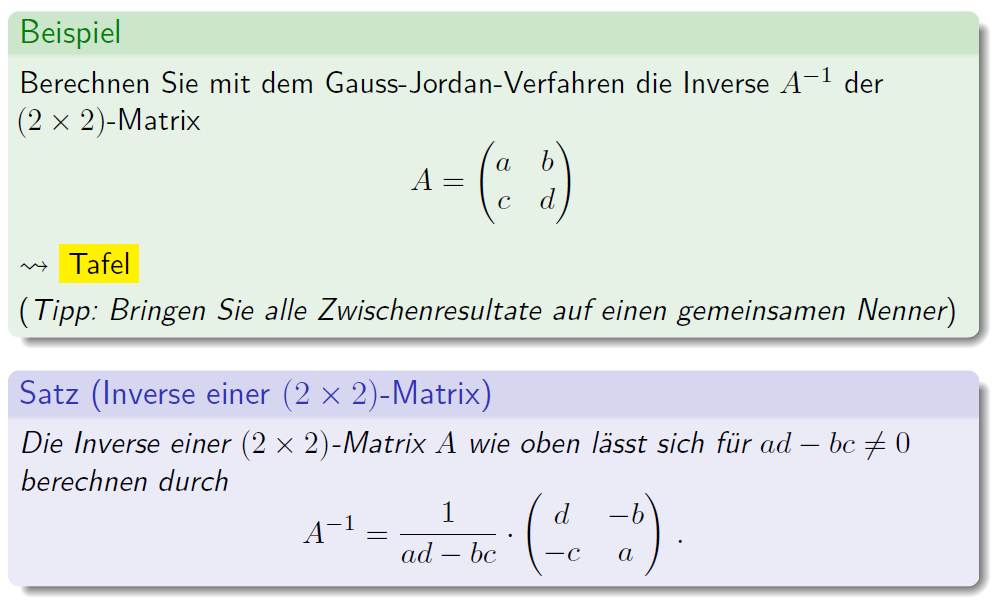 Beispiel
Berechnen Sie mit dem Gauss-Jordan-Verfahren die Inverse $A^{-1}$ der
$(2 \times 2)$-Matrix
$A = \begin{pmatrix} a & b \\ c & d \end{pmatrix}$
⇝ Tafel
(Tipp: Bringen Sie alle Zwischenresultate auf einen gemeinsamen Nenner)
Satz (Inverse einer $(2 \times 2)$-Matrix)
Die Inverse einer $(2 \times 2)$-Matrix $A$ wie oben lässt sich für $ad - bc \neq 0$
berechnen durch
$A^{-1} = \frac{1}{ad - bc} \cdot \begin{pmatrix} d & -b \\ -c & a \end{pmatrix}$ .